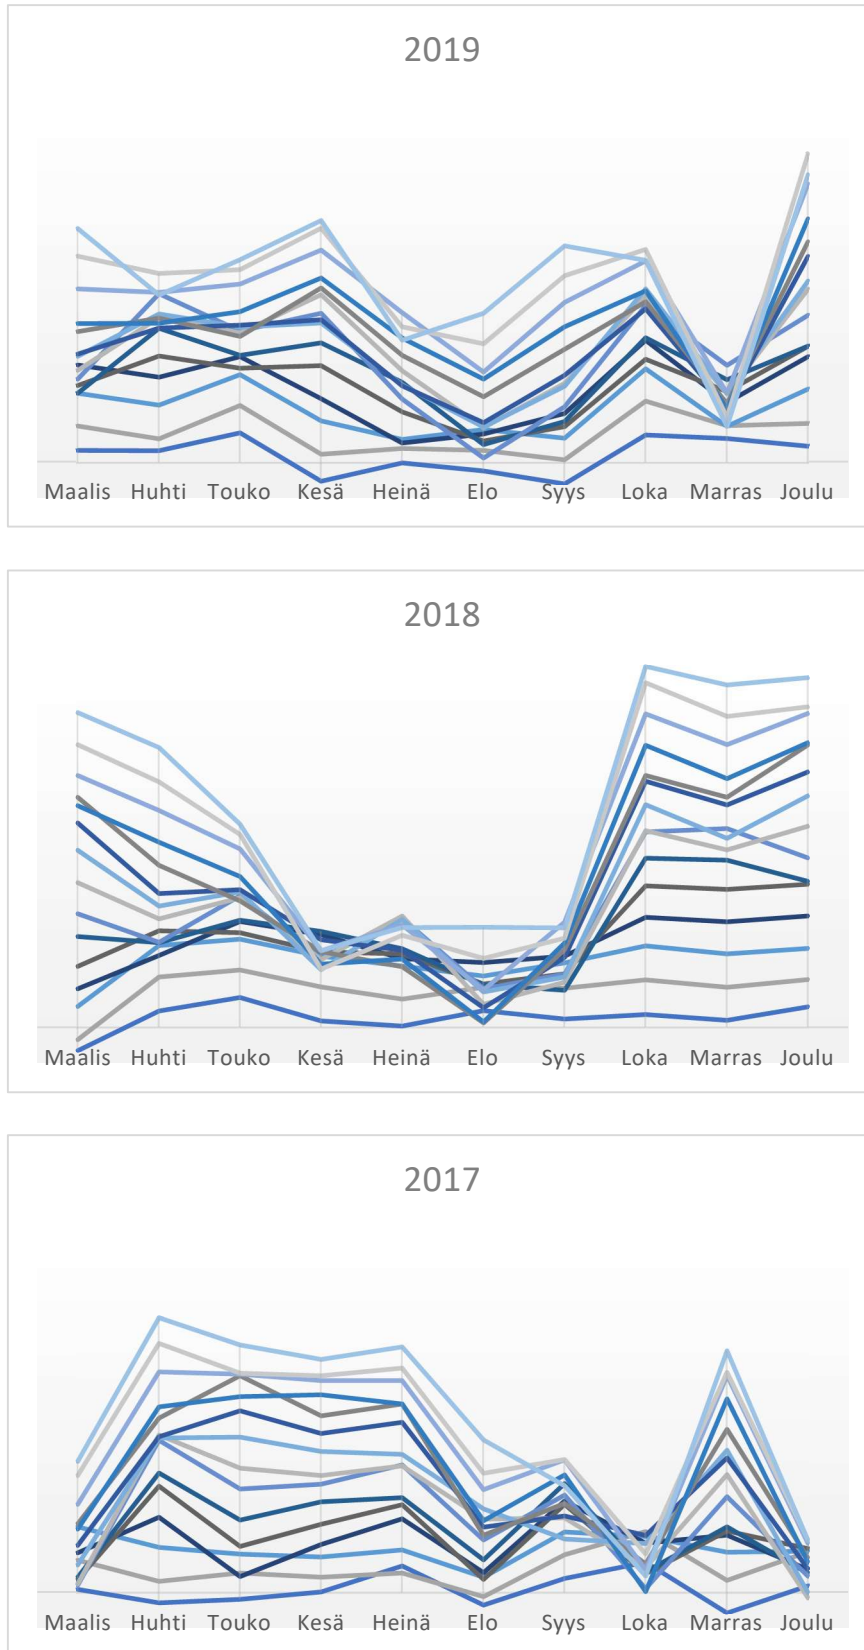 2019
Maalis Huhti Touko Kesä Heinä Elo Syys Loka Marras Joulu
2018
Maalis Huhti Touko Kesä Heinä Elo Syys Loka Marras Joulu
2017
Maalis Huhti Touko Kesä Heinä Elo Syys Loka Marras Joulu